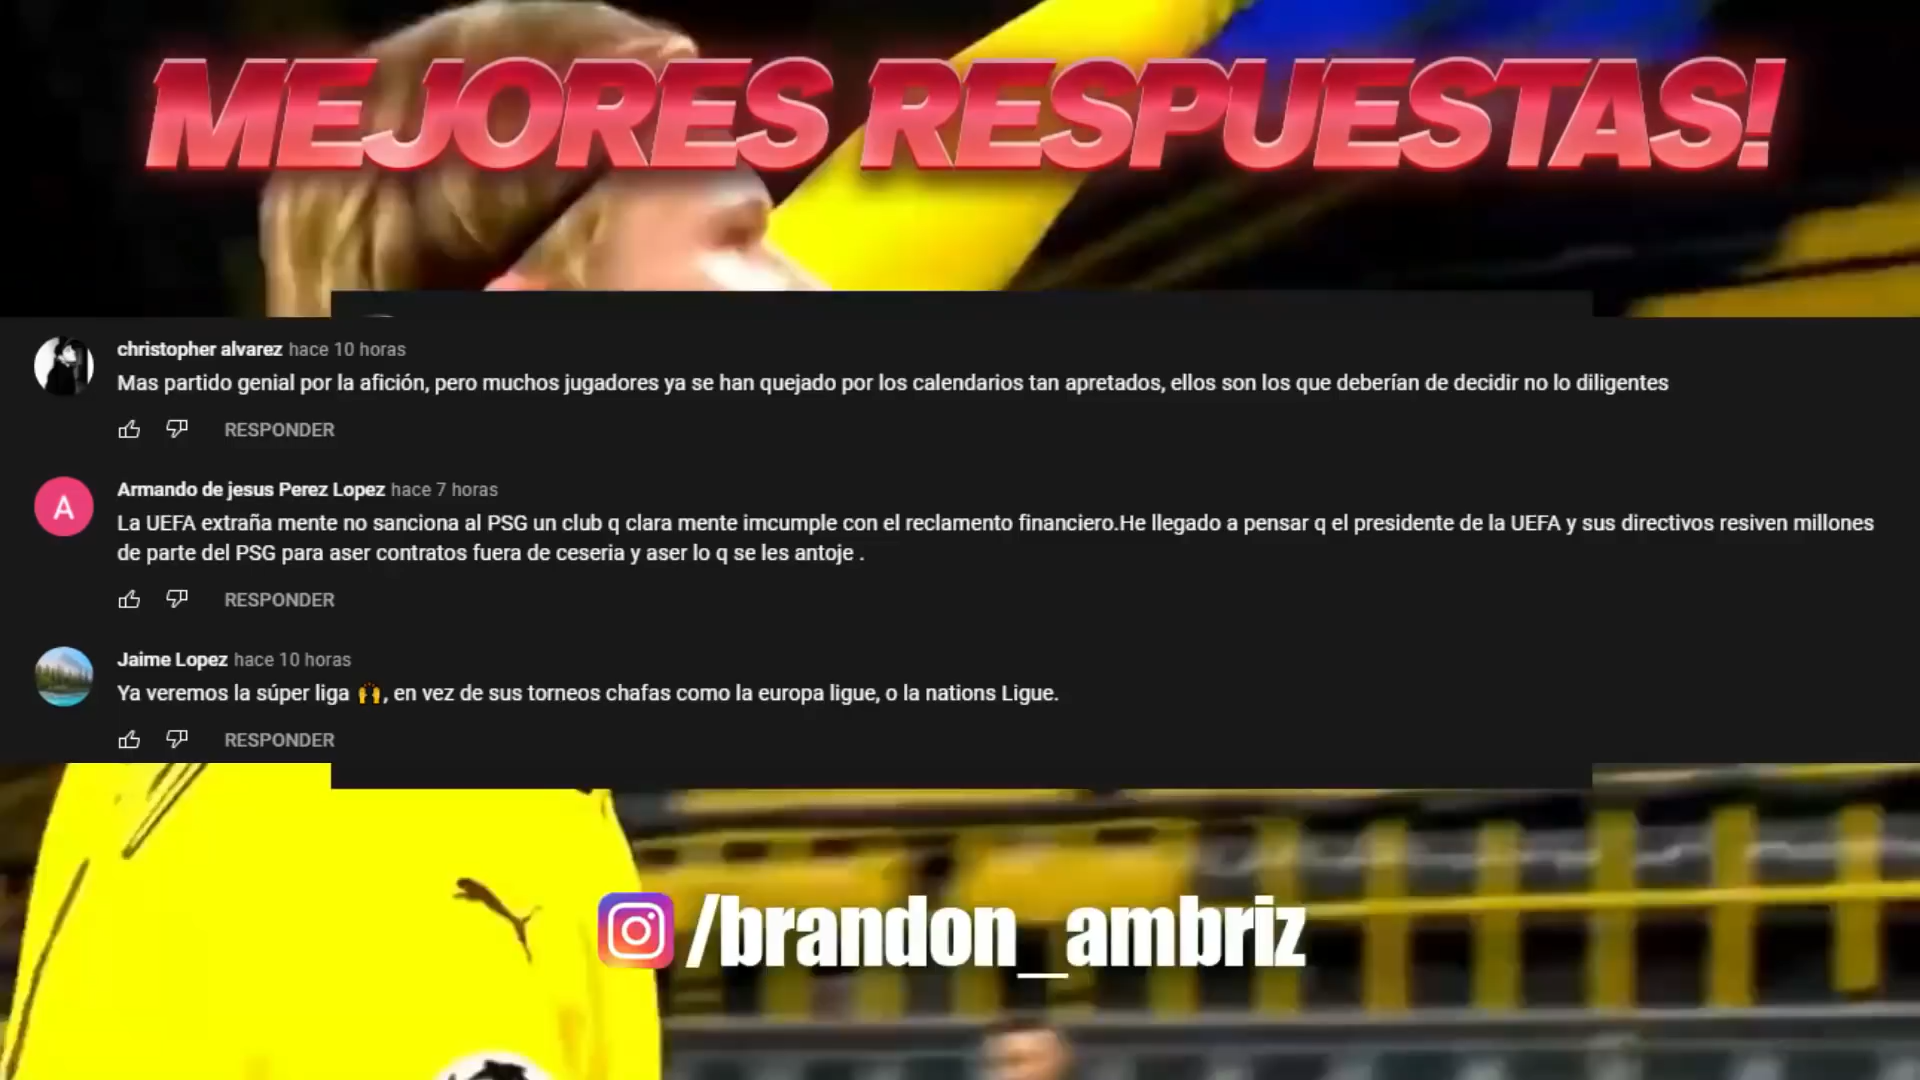 MEJORES RESPUESTAS!
christopher alvarez hace 10 horas
Mas partido genial por la afición, pero muchos jugadores ya se han quejado por los calendarios tan apretados, ellos son los que deberían de decidir no lo diligentes
RESPONDER
A
Armando de jesus Perez Lopez hace 7 horas
La UEFA extraña mente no sanciona al PSG un club q clara mente imcumple con el reclamento financiero.He llegado a pensar q el presidente de la UEFA y sus directivos resiven millones
de parte del PSG para aser contratos fuera de ceseria y aser lo q se les antoje .
RESPONDER
Jaime Lopez hace 10 horas
Ya veremos la súper liga 🙌, en vez de sus torneos chafas como la europa ligue, o la nations Ligue.
RESPONDER
/brandon_ambriz